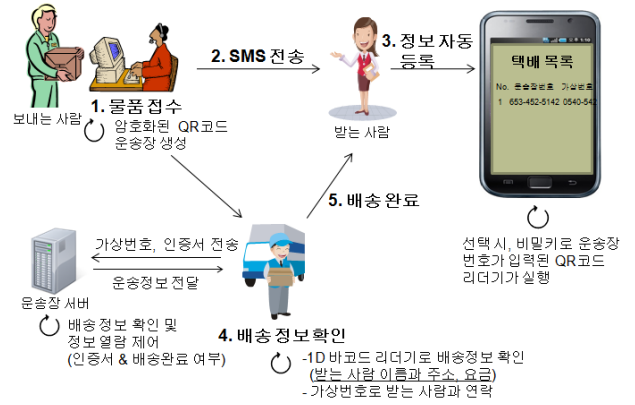 2. SMS 전송
3. 정보 자동
등록
택배 목록
No. 운송장번호 가상번호
1 653-452-5142 0540-542
보내는 사람
1. 물품 접수
암호화된 QR코드
운송장 생성
받는 사람
5. 배송 완료
선택 시, 비밀키로 운송장
번호가 입력된 QR코드
리더기가 실행
가상번호, 인증서 전송
운송정보 전달
운송장 서버
배송 정보 확인 및
정보 열람 제어
(인증서 & 배송완료 여부)
4. 배송 정보 확인
-1D 바코드 리더기로 배송정보 확인
(받는 사람 이름과 주소, 요금)
- 가상번호로 받는 사람과 연락